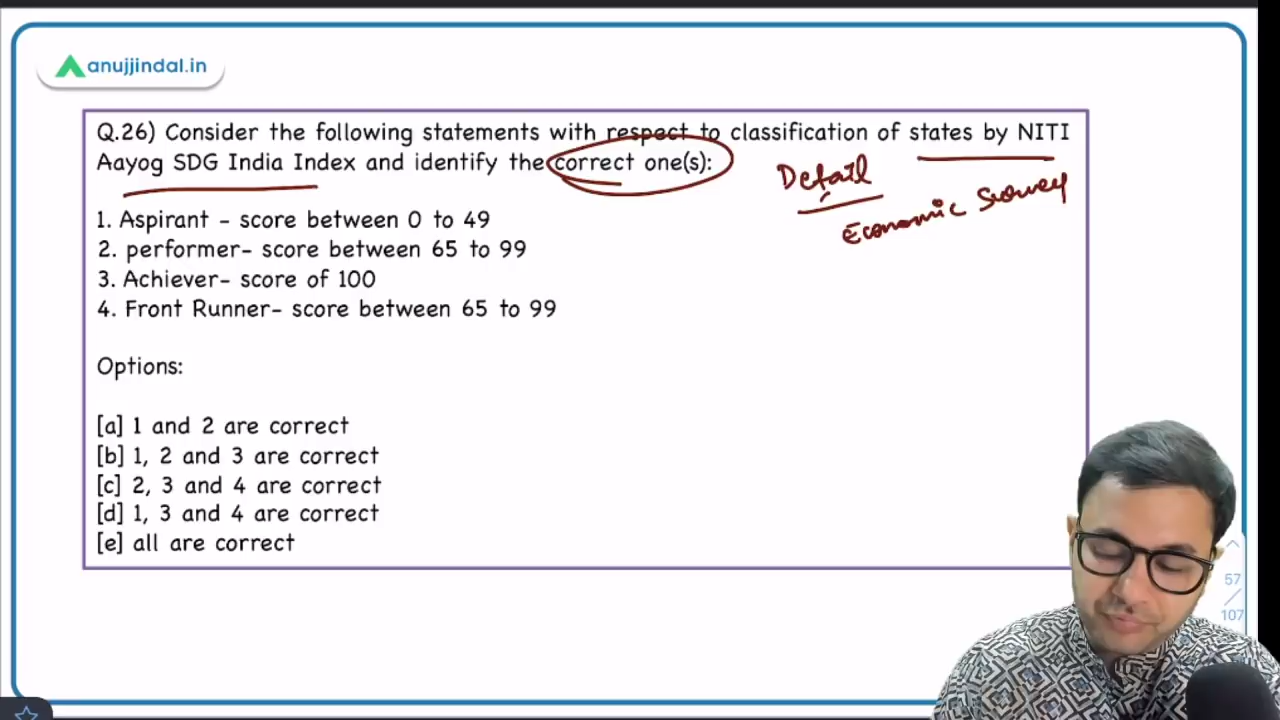 anujjindal.in
Q.26) Consider the following statements with respect to classification of states by NITI
Aayog SDG India Index and identify the correct one(s):
Detail
Economic Survey
1. Aspirant - score between 0 to 49
2. performer- score between 65 to 99
3. Achiever- score of 100
4. Front Runner- score between 65 to 99
Options:
[a] 1 and 2 are correct
[b] 1, 2 and 3 are correct
[c] 2, 3 and 4 are correct
[d] 1, 3 and 4 are correct
[e] all are correct
57
/
107